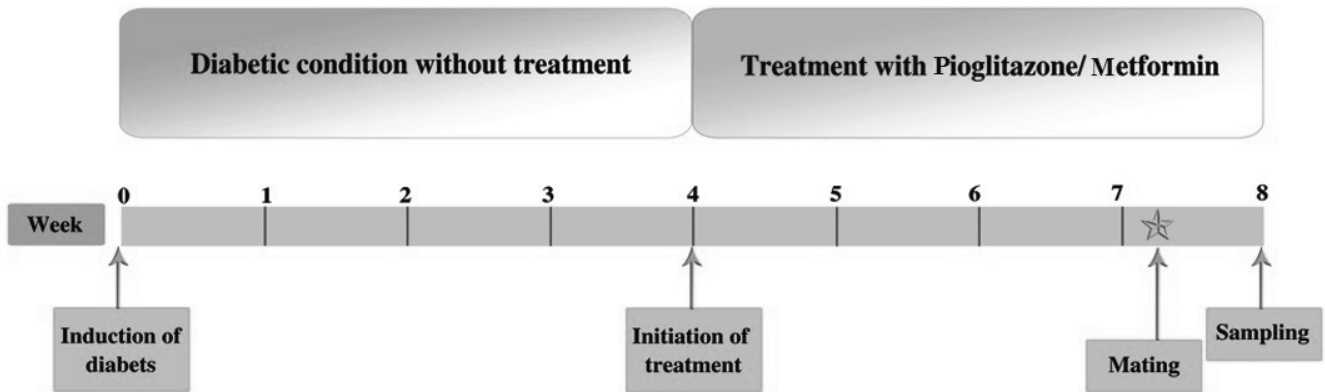 Diabetic condition without treatment
Treatment with Pioglitazone/ Metformin
0 1 2 3 4 5 6 7 8
Week
Induction of
diabets
Initiation of
treatment
Mating
Sampling